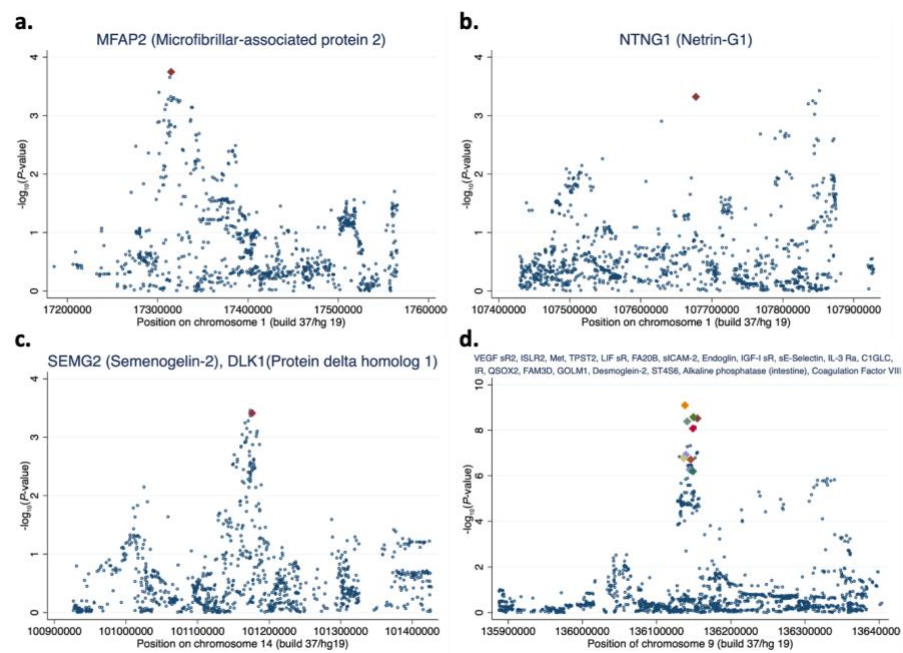 a.
MFAP2 (Microfibrillar-associated protein 2)
4
3
2
1
0
-log10(P-value)
17200000 17300000 17400000 17500000 17600000
Position on chromosome 1 (build 37/hg 19)
b.
NTNG1 (Netrin-G1)
4
3
2
1
0
-log10(P-value)
107400000 107500000 107600000 107700000 107800000 107900000
Position on chromosome 1 (build 37/hg 19)
c.
SEMG2 (Semenogelin-2), DLK1(Protein delta homolog 1)
4
3
2
1
0
-log10(P-value)
100900000 101000000 101100000 101200000 101300000 101400000
Position on chromosome 14 (build 37/hg19)
d.
VEGF sR2, ISLR2, Met, TPST2, LIF sR, FA20B, sICAM-2, Endoglin, IGF-I sR, sE-Selectin, IL-3 Ra, C1GLC,
IR, QSOX2, FAM3D, GOLM1, Desmoglein-2, ST4S6, Alkaline phosphatase (intestine), Coagulation Factor VIII
10
8
6
4
2
0
-log10(P-value)
135900000 136000000 136100000 136200000 136300000 13640000
Position of chromosome 9 (build 37/hg19)